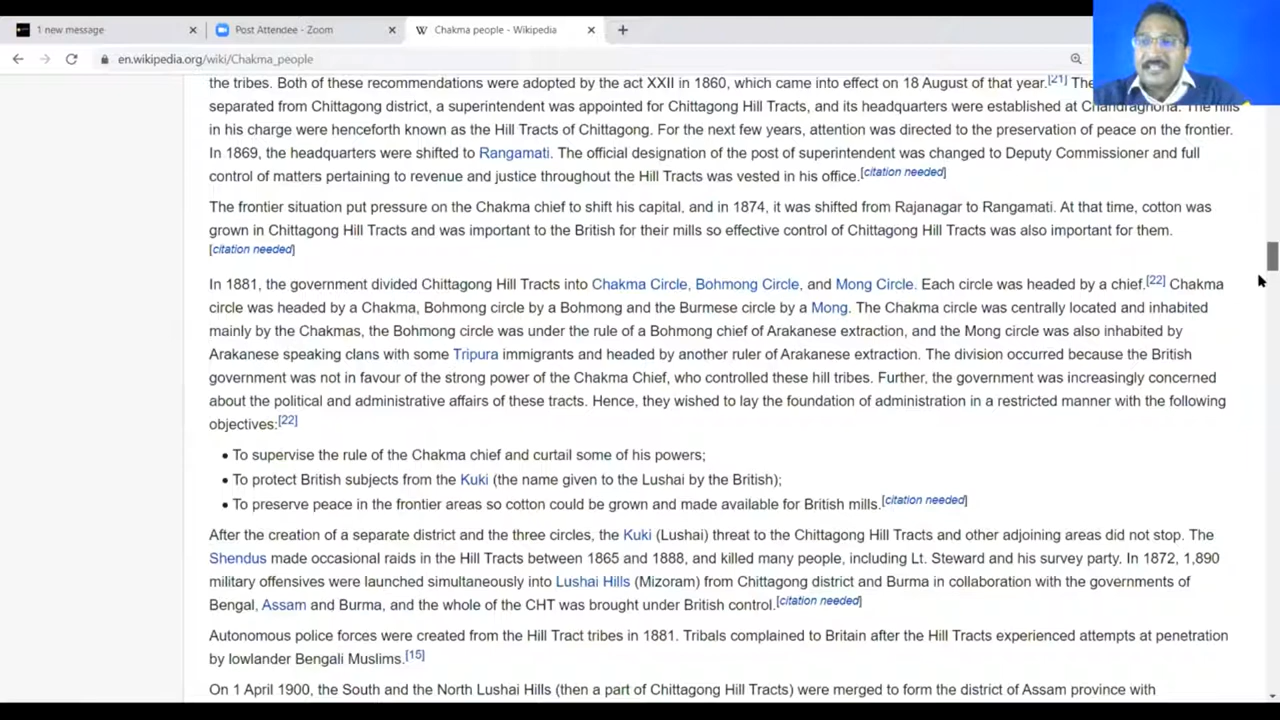 1 new message
Post Attendee - Zoom
Chakma people - Wikipedia
en.wikipedia.org/wiki/Chakma_people
the tribes. Both of these recommendations were adopted by the act XXII in 1860, which came into effect on 18 August of that year.[21] The
separated from Chittagong district, a superintendent was appointed for Chittagong Hill Tracts, and its headquarters were established at Chandraghona. The hills
in his charge were henceforth known as the Hill Tracts of Chittagong. For the next few years, attention was directed to the preservation of peace on the frontier.
In 1869, the headquarters were shifted to Rangamati. The official designation of the post of superintendent was changed to Deputy Commissioner and full
control of matters pertaining to revenue and justice throughout the Hill Tracts was vested in his office.[citation needed]
The frontier situation put pressure on the Chakma chief to shift his capital, and in 1874, it was shifted from Rajanagar to Rangamati. At that time, cotton was
grown in Chittagong Hill Tracts and was important to the British for their mills so effective control of Chittagong Hill Tracts was also important for them.
[citation needed]
In 1881, the government divided Chittagong Hill Tracts into Chakma Circle, Bohmong Circle, and Mong Circle. Each circle was headed by a chief.[22] Chakma
circle was headed by a Chakma, Bohmong circle by a Bohmong and the Burmese circle by a Mong. The Chakma circle was centrally located and inhabited
mainly by the Chakmas, the Bohmong circle was under the rule of a Bohmong chief of Arakanese extraction, and the Mong circle was also inhabited by
Arakanese speaking clans with some Tripura immigrants and headed by another ruler of Arakanese extraction. The division occurred because the British
government was not in favour of the strong power of the Chakma Chief, who controlled these hill tribes. Further, the government was increasingly concerned
about the political and administrative affairs of these tracts. Hence, they wished to lay the foundation of administration in a restricted manner with the following
objectives:[22]
• To supervise the rule of the Chakma chief and curtail some of his powers;
• To protect British subjects from the Kuki (the name given to the Lushai by the British);
• To preserve peace in the frontier areas so cotton could be grown and made available for British mills.[citation needed]
After the creation of a separate district and the three circles, the Kuki (Lushai) threat to the Chittagong Hill Tracts and other adjoining areas did not stop. The
Shendus made occasional raids in the Hill Tracts between 1865 and 1888, and killed many people, including Lt. Steward and his survey party. In 1872, 1,890
military offensives were launched simultaneously into Lushai Hills (Mizoram) from Chittagong district and Burma in collaboration with the governments of
Bengal, Assam and Burma, and the whole of the CHT was brought under British control.[citation needed]
Autonomous police forces were created from the Hill Tract tribes in 1881. Tribals complained to Britain after the Hill Tracts experienced attempts at penetration
by lowlander Bengali Muslims.[15]
On 1 April 1900, the South and the North Lushai Hills (then a part of Chittagong Hill Tracts) were merged to form the district of Assam province with